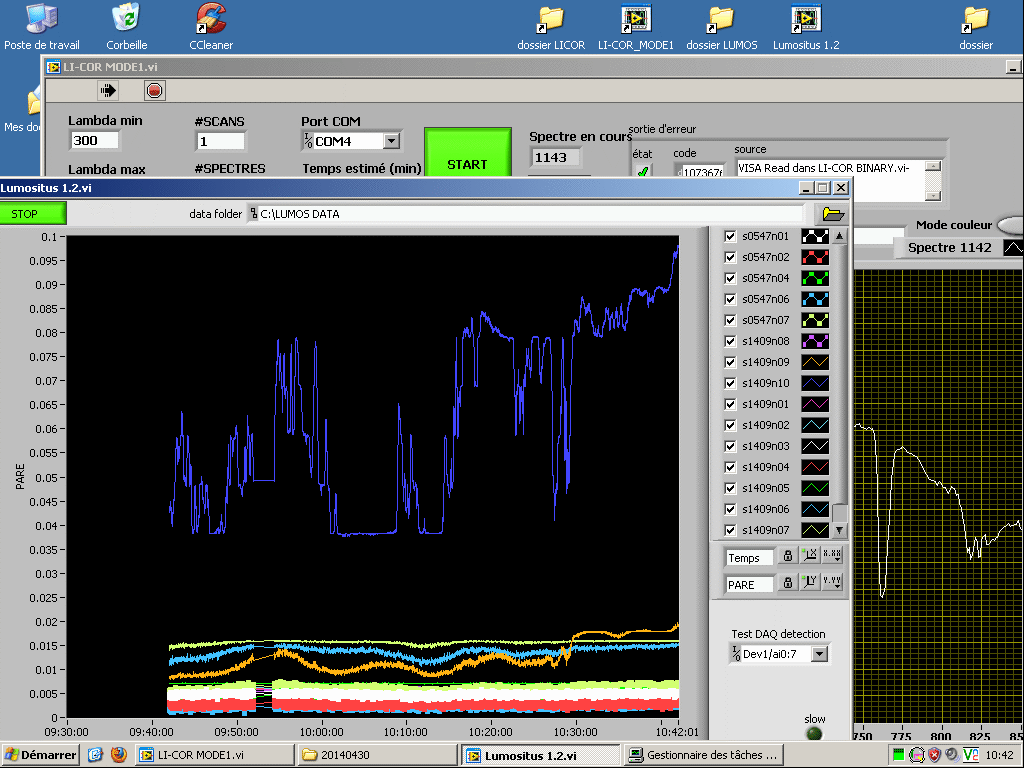 Poste de travail
Corbeille
CCleaner
dossier LICOR
LI-COR_MODE1
dossier LUMOS
Lumositus 1.2
dossier
Mes do
LI-COR MODE1.vi
Lambda min
300
#SCANS
1
Port COM
COM4
START
Spectre en cours
1143
sortie d'erreur
état
code
107367
source
VISA Read dans LI-COR BINARY.vi-
Lambda max
#SPECTRES
Temps estimé (min)
Lumositus 1.2.vi
STOP
data folder
C:\LUMOS DATA
Mode couleur
Spectre 1142
0.1
0.095
0.09
0.085
0.08
0.075
0.07
0.065
0.06
0.055
0.05
0.045
0.04
0.035
0.03
0.025
0.02
0.015
0.01
0.005
0
PARE
09:30:00
09:40:00
09:50:00
10:00:00
10:10:00
10:20:00
10:30:00
10:42:01
s0547n01
s0547n02
s0547n04
s0547n06
s0547n07
s1409n08
s1409n09
s1409n10
s1409n01
s1409n02
s1409n03
s1409n04
s1409n05
s1409n06
s1409n07
Temps
X
X.XX
PARE
Y
Y.YY
Test DAQ detection
Dev1/ai0:7
slow
750
775
800
825
85
Démarrer
LI-COR MODE1.vi
20140430
Lumositus 1.2.vi
Gestionnaire des tâches ...
10:42